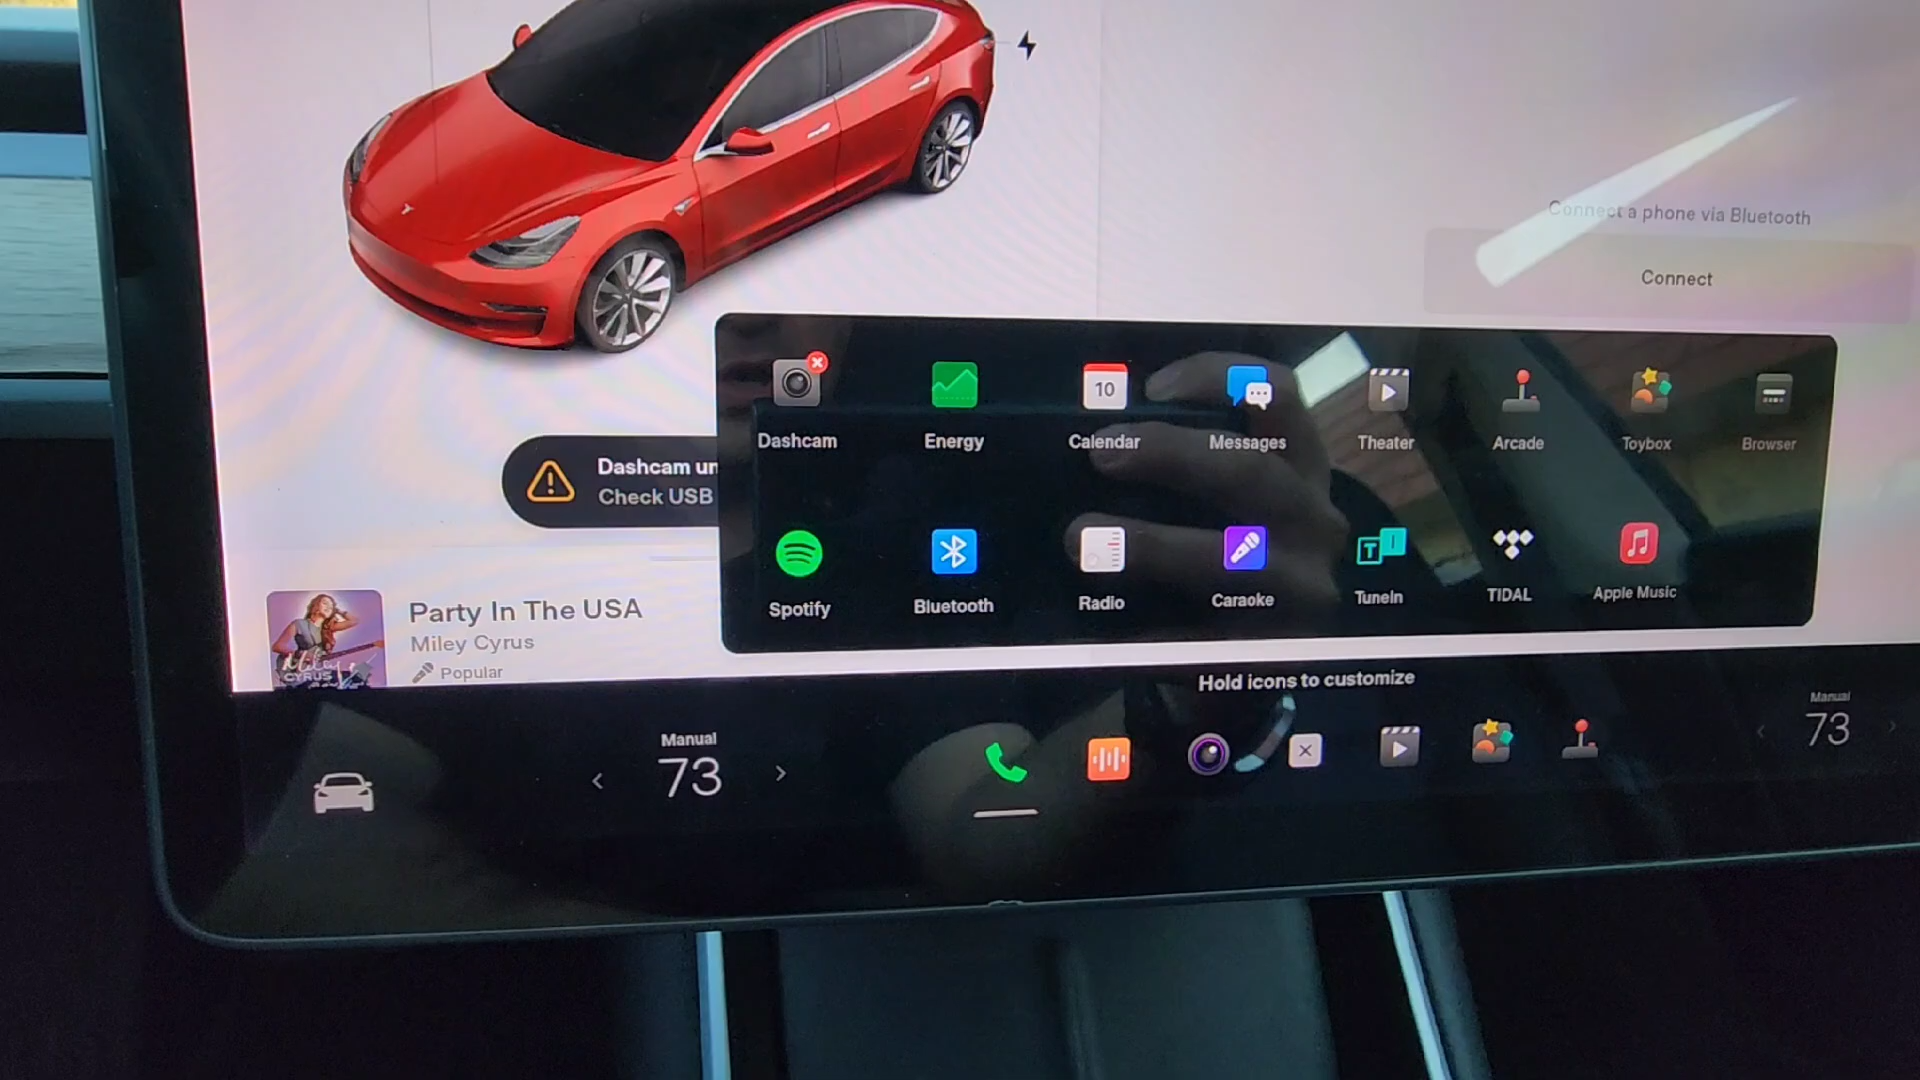 Connect a phone via Bluetooth
Connect
10
Dashcam
Energy
Calendar
Messages
Theater
Arcade
Toybox
Browser
Dashcam un
Check USB
Spotify
Bluetooth
Radio
Caraoke
TuneIn
TIDAL
Apple Music
Party In The USA
Miley Cyrus
Popular
Miley
CYRUS
Hold icons to customize
Manual
73
Manual
73